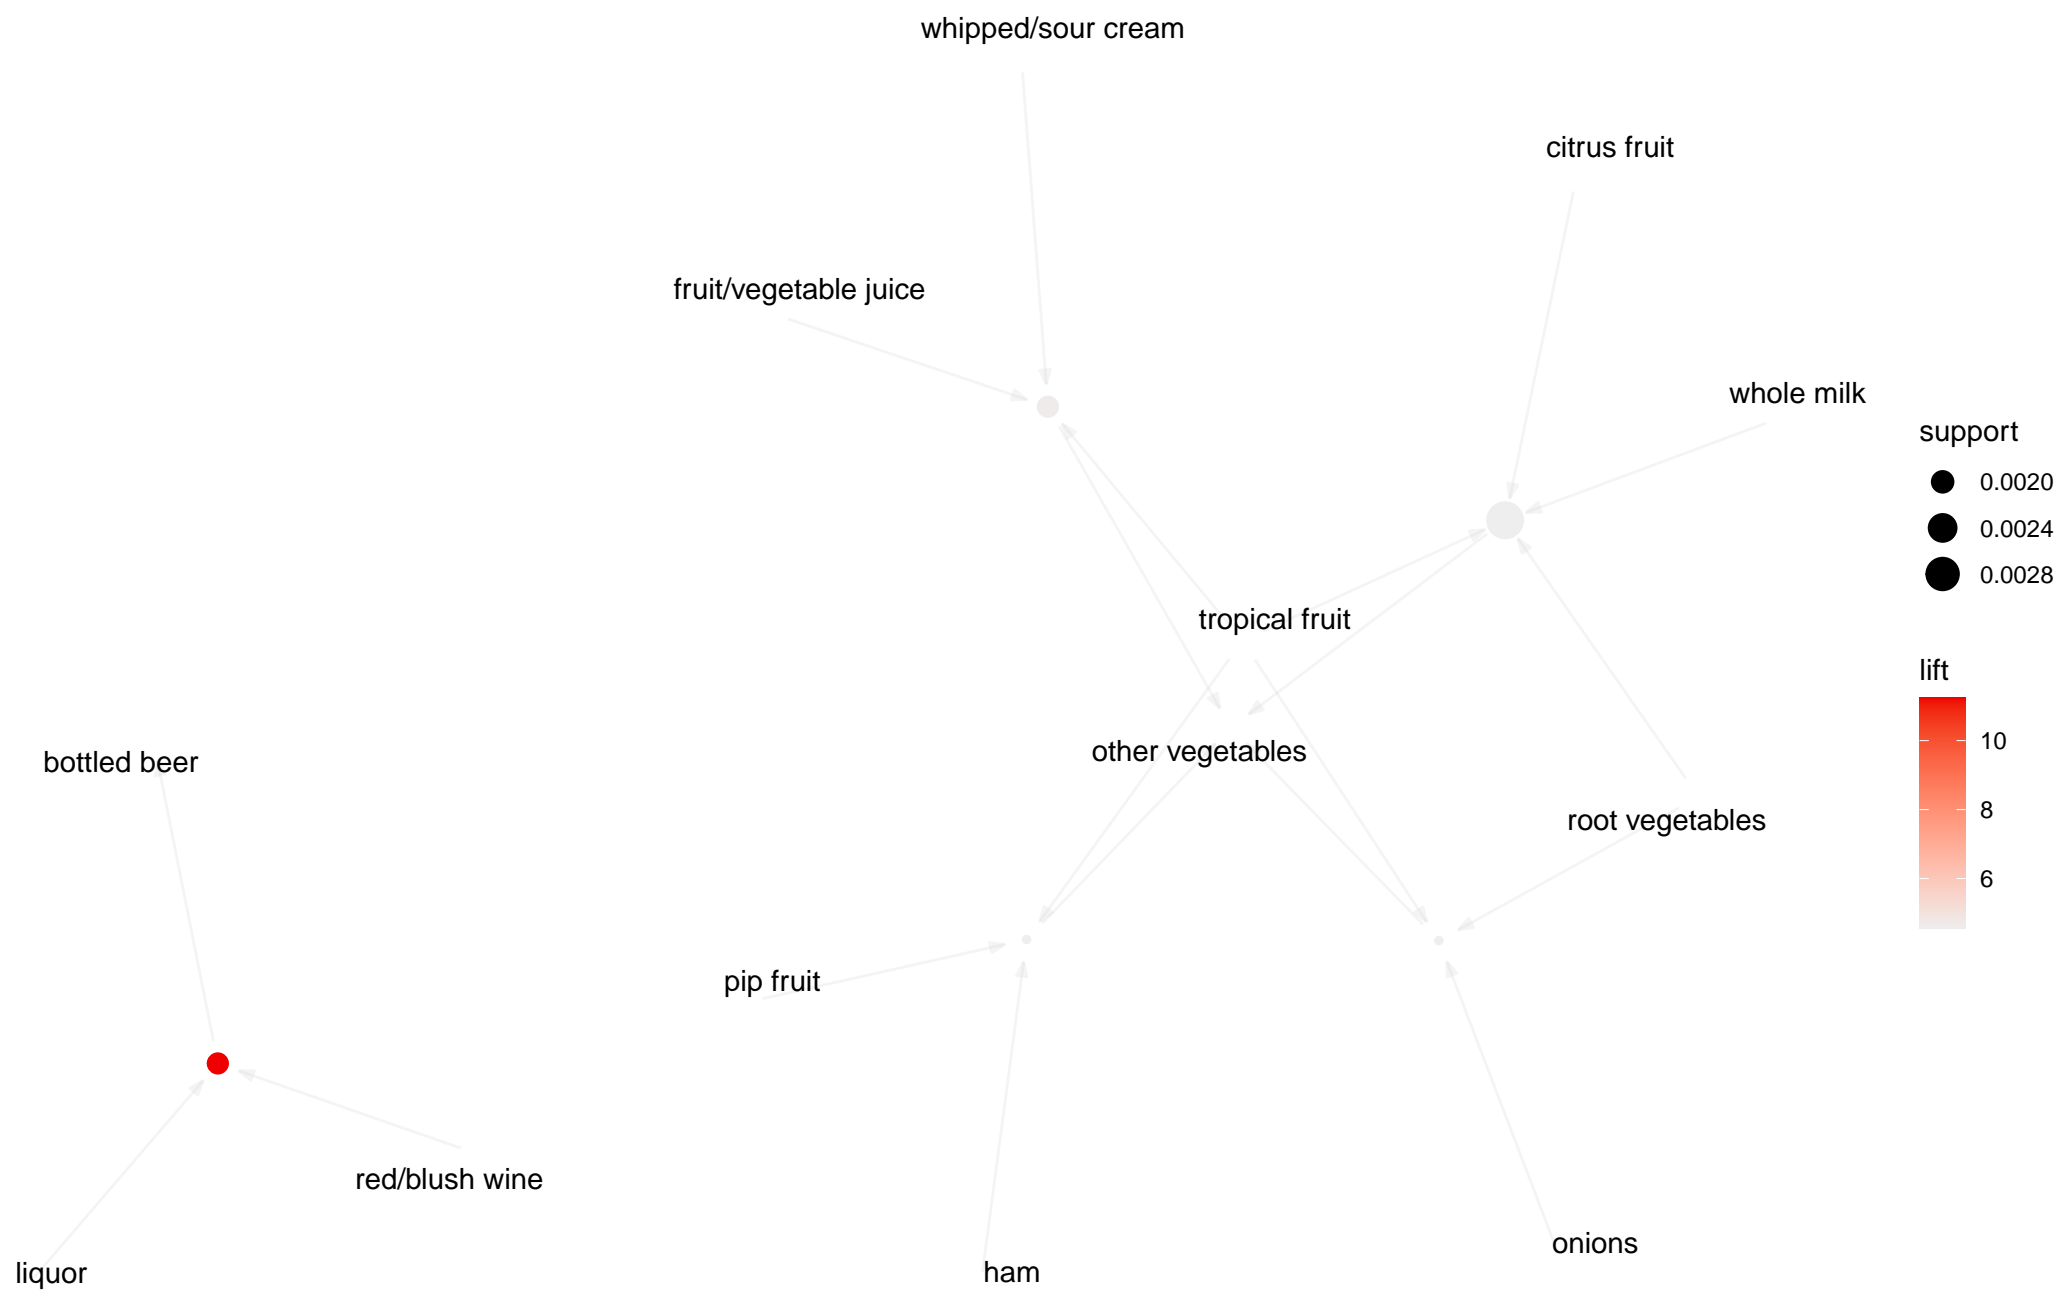 whipped/sour cream
citrus fruit
fruit/vegetable juice
whole milk
support
0.0020
0.0024
0.0028
tropical fruit
lift
10
8
6
bottled beer
other vegetables
root vegetables
pip fruit
red/blush wine
onions
liquor
ham